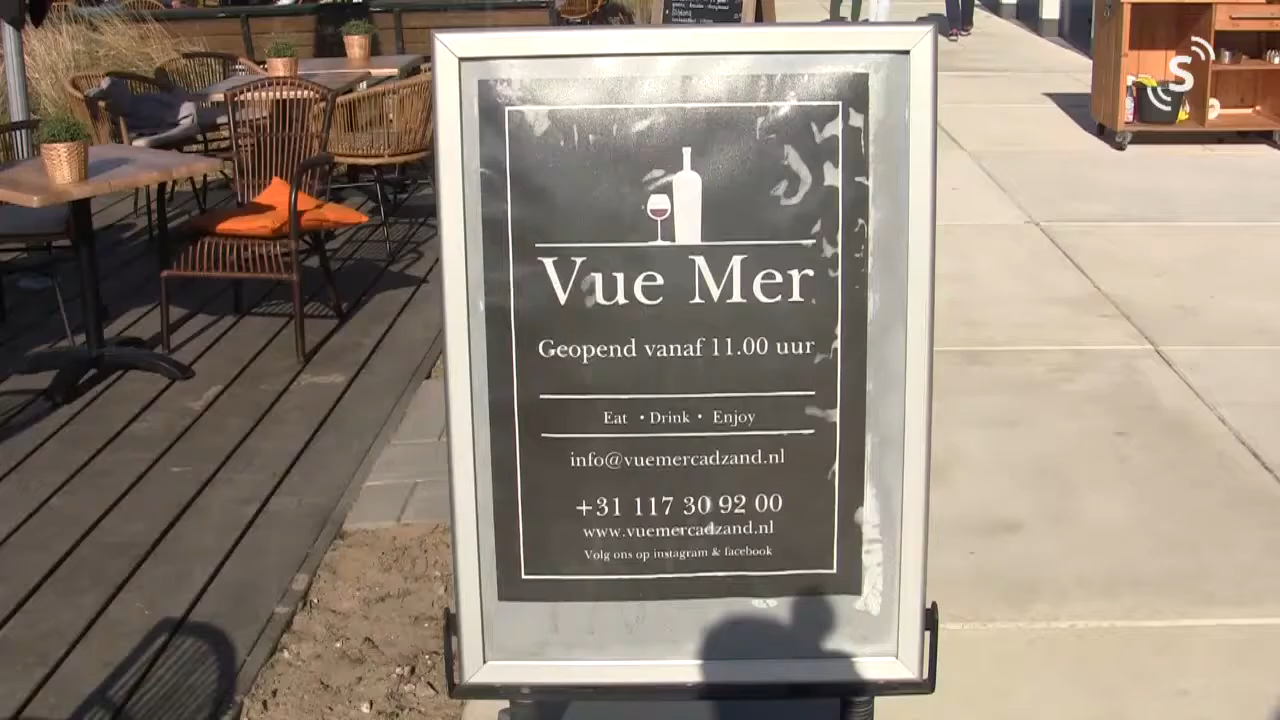 S
Vue Mer
Geopend vanaf 11.00 uur
Eat • Drink • Enjoy
info@vuemercadzand.nl
+31 117 30 92 00
www.vuemercadzand.nl
Volg ons op instagram & facebook